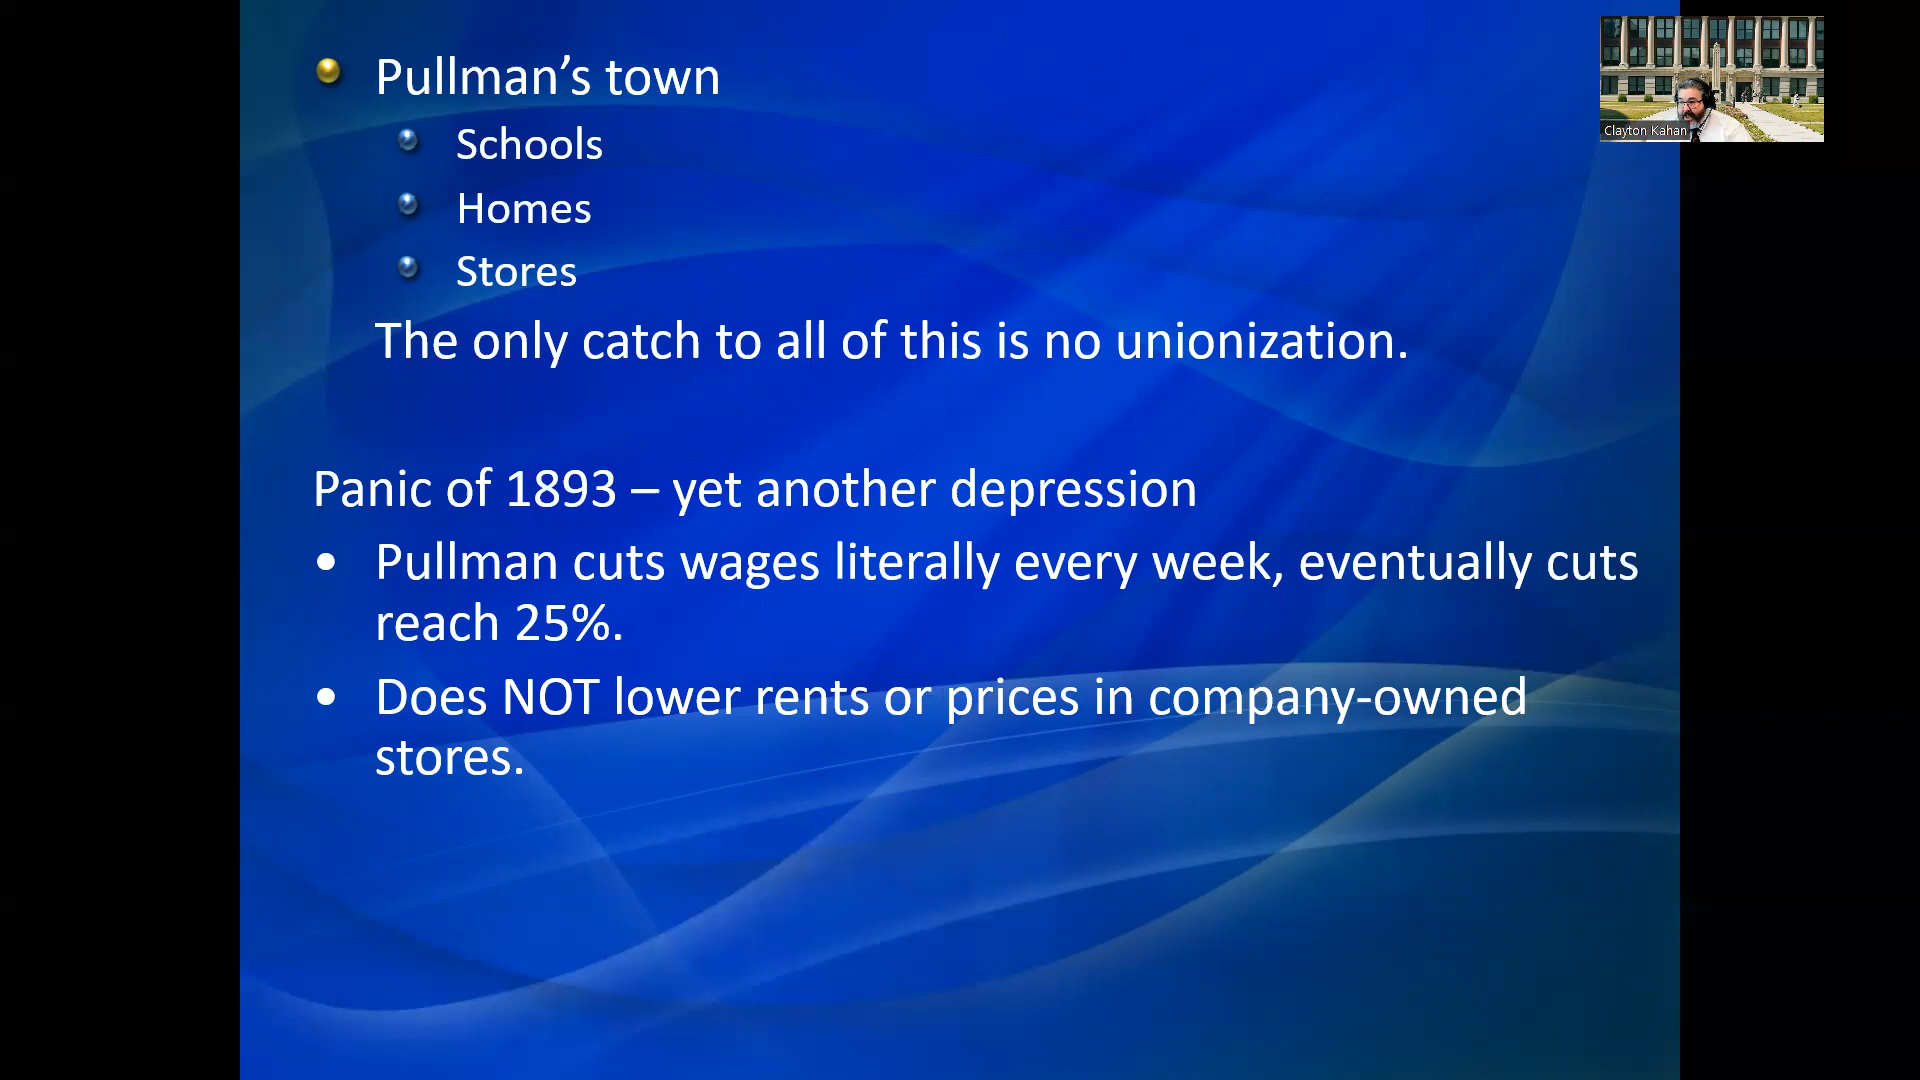 Pullman’s town
Schools
Homes
Stores
The only catch to all of this is no unionization.
Panic of 1893 – yet another depression
• Pullman cuts wages literally every week, eventually cuts
reach 25%.
• Does NOT lower rents or prices in company-owned
stores.
Clayton Kahan